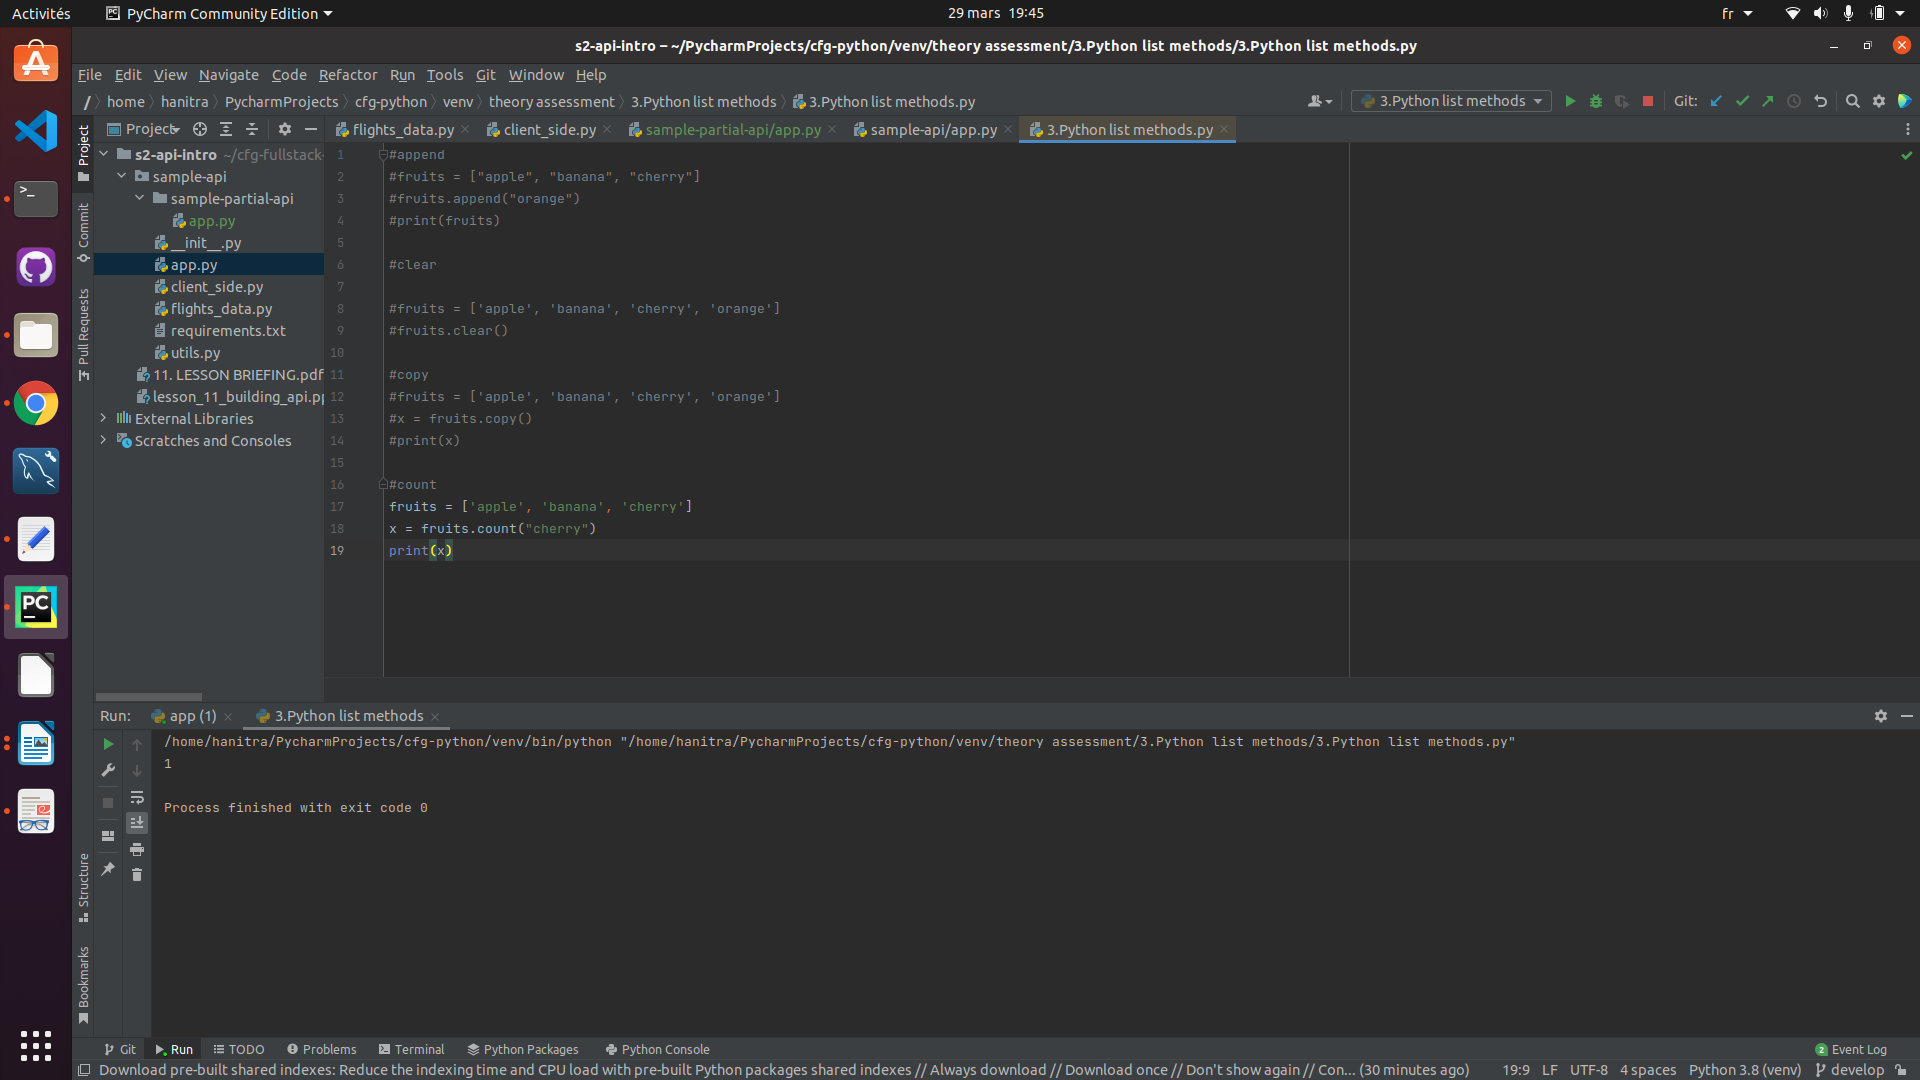 Activités
PyCharm Community Edition
29 mars 19:45
fr
s2-api-intro – ~/PycharmProjects/cfg-python/venv/theory assessment/3.Python list methods/3.Python list methods.py
File Edit View Navigate Code Refactor Run Tools Git Window Help
/ home hanitra PycharmProjects cfg-python venv theory assessment 3.Python list methods 3.Python list methods.py
3.Python list methods
Git:
Project
flights_data.py client_side.py sample-partial-api/app.py sample-api/app.py 3.Python list methods.py
Project
Commit
Pull Requests
Structure
Bookmarks
s2-api-intro ~/cfg-fullstack-
sample-api
sample-partial-api
app.py
__init__.py
app.py
client_side.py
flights_data.py
requirements.txt
utils.py
11. LESSON BRIEFING.pdf
lesson_11_building_api.pp
External Libraries
Scratches and Consoles
1 #append
2 #fruits = ["apple", "banana", "cherry"]
3 #fruits.append("orange")
4 #print(fruits)
5
6 #clear
7
8 #fruits = ['apple', 'banana', 'cherry', 'orange']
9 #fruits.clear()
10
11 #copy
12 #fruits = ['apple', 'banana', 'cherry', 'orange']
13 #x = fruits.copy()
14 #print(x)
15
16 #count
17 fruits = ['apple', 'banana', 'cherry']
18 x = fruits.count("cherry")
19 print(x)
Run: app (1) 3.Python list methods
/home/hanitra/PycharmProjects/cfg-python/venv/bin/python "/home/hanitra/PycharmProjects/cfg-python/venv/theory assessment/3.Python list methods/3.Python list methods.py"
1
Process finished with exit code 0
Git Run TODO Problems Terminal Python Packages Python Console
2 Event Log
Download pre-built shared indexes: Reduce the indexing time and CPU load with pre-built Python packages shared indexes // Always download // Download once // Don't show again // Con... (30 minutes ago)
19:9 LF UTF-8 4 spaces Python 3.8 (venv) develop